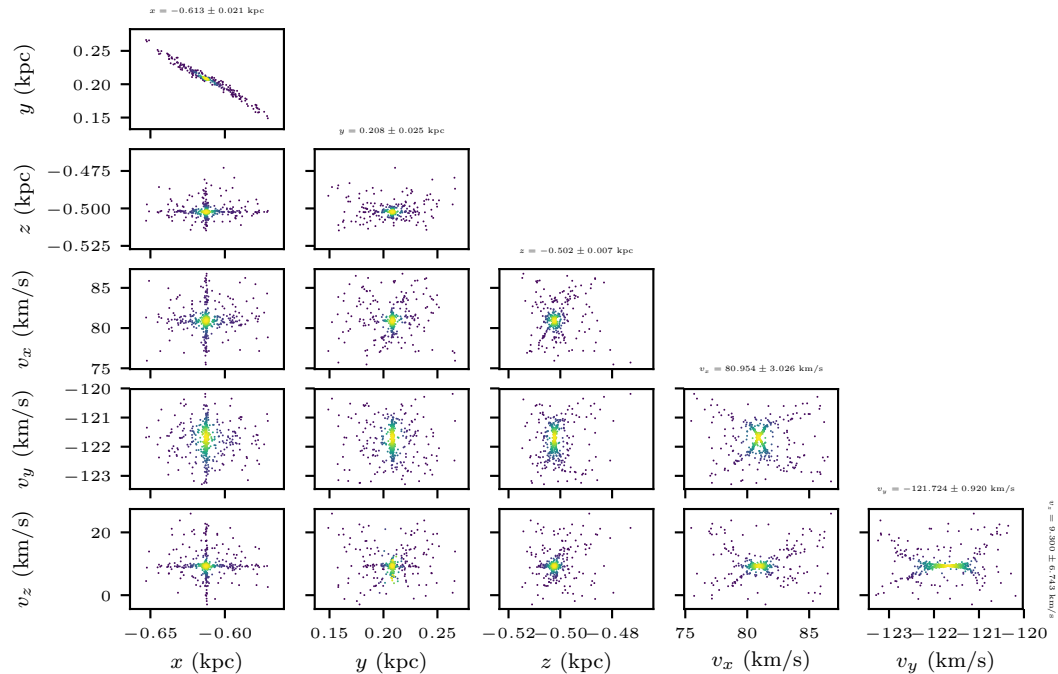 x = −0.613 ± 0.021 kpc
0.25
0.20
0.15
y (kpc)
y = 0.208 ± 0.025 kpc
−0.475
−0.500
−0.525
z (kpc)
z = −0.502 ± 0.007 kpc
85
80
75
v_x (km/s)
v_x = 80.954 ± 3.026 km/s
−120
−121
−122
−123
v_y (km/s)
v_y = −121.724 ± 0.920 km/s
20
0
v_z (km/s)
v_z = 9.300 ± 6.743 km/s
−0.65 −0.60 0.15 0.20 0.25 −0.52 −0.50 −0.48 75 80 85 −123 −122 −121 −120
x (kpc) y (kpc) z (kpc) v_x (km/s) v_y (km/s)